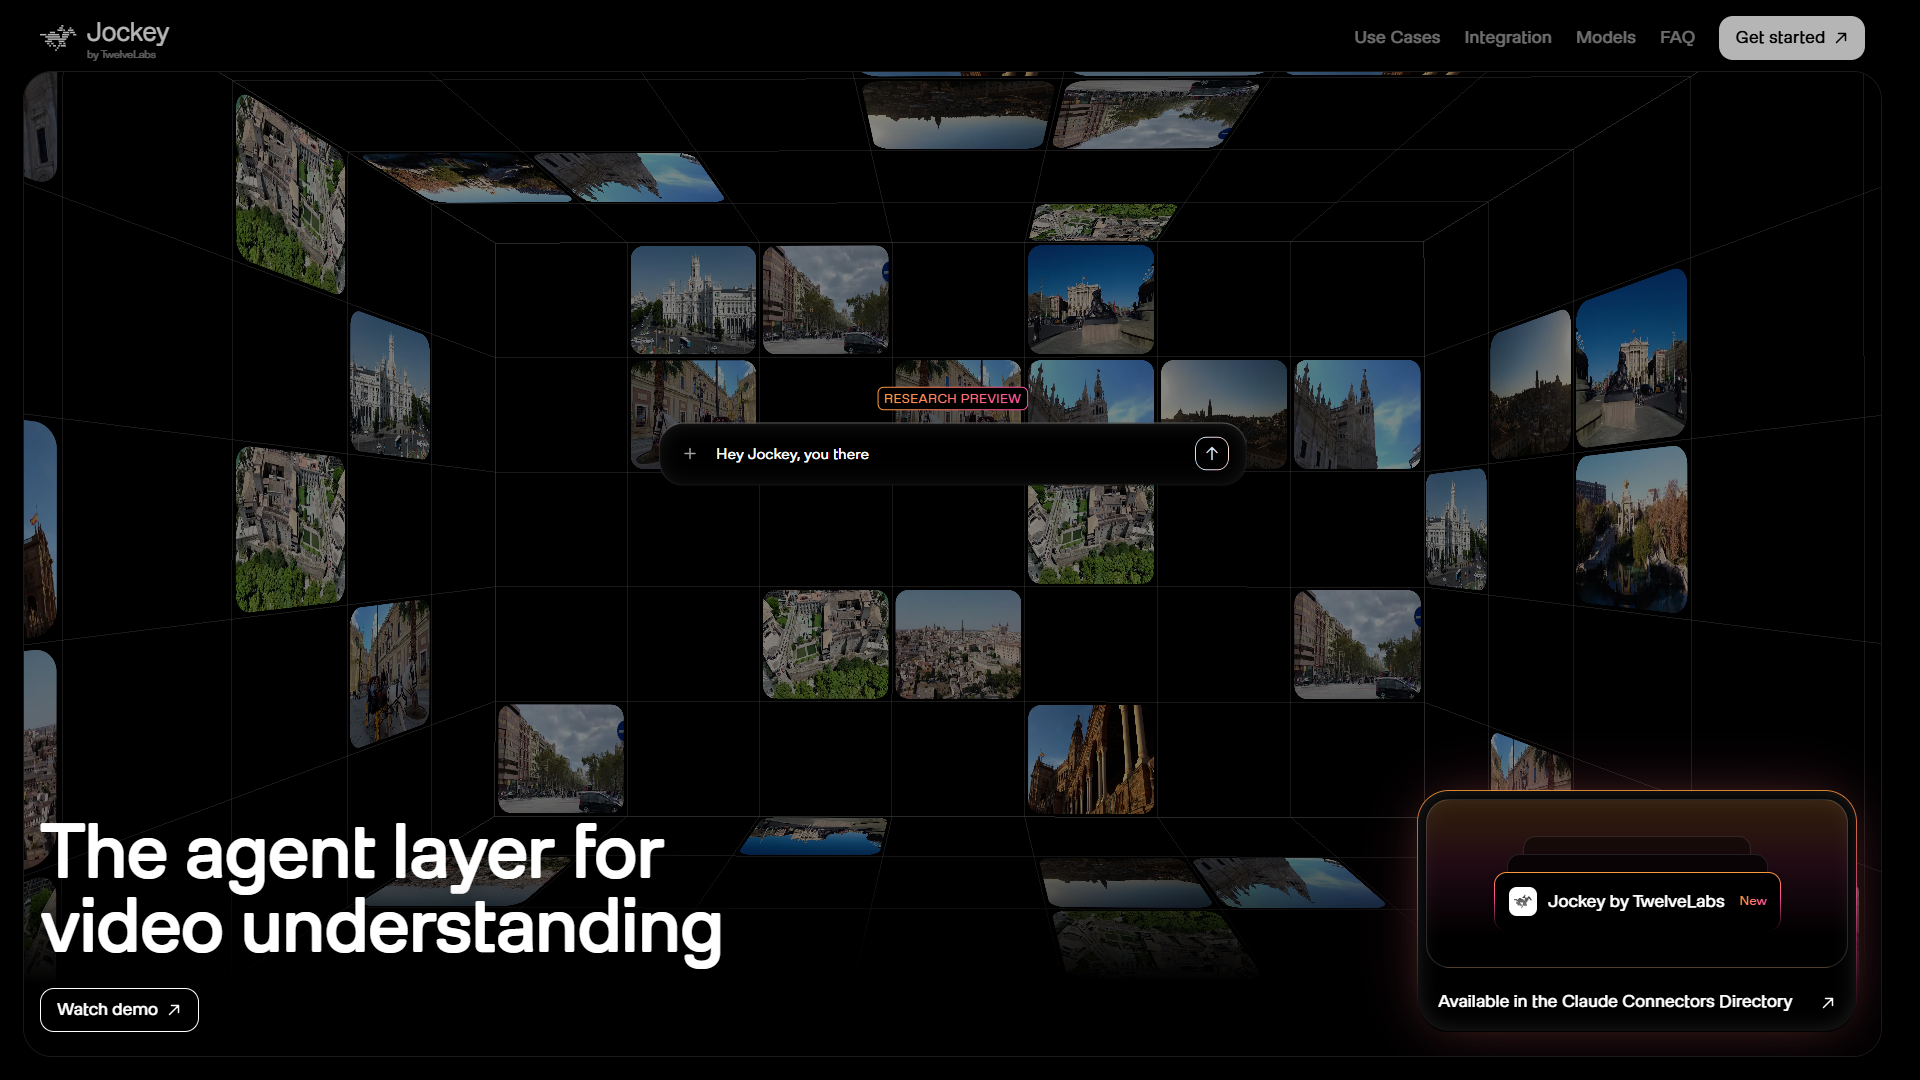 Jockey
by TwelveLabs
Use Cases
Integration
Models
FAQ
Get started
RESEARCH PREVIEW
Hey Jockey, you there
The agent layer for
video understanding
Watch demo
Jockey by TwelveLabs
New
Available in the Claude Connectors Directory